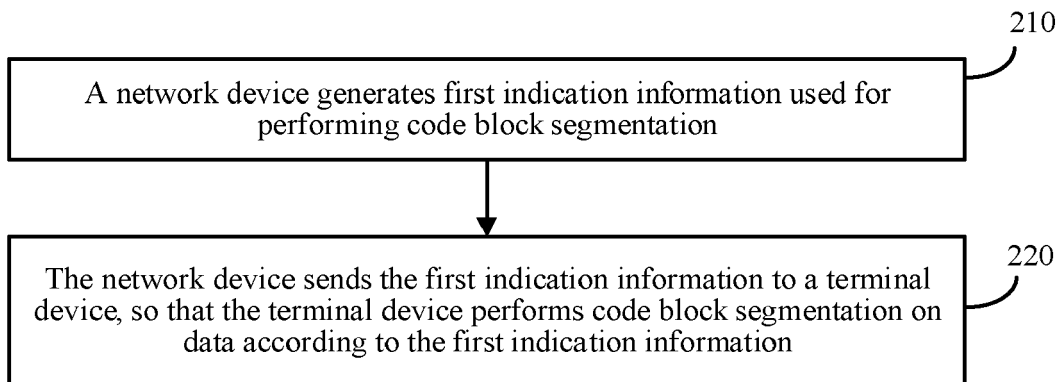 210
A network device generates first indication information used for
performing code block segmentation
220
The network device sends the first indication information to a terminal
device, so that the terminal device performs code block segmentation on
data according to the first indication information